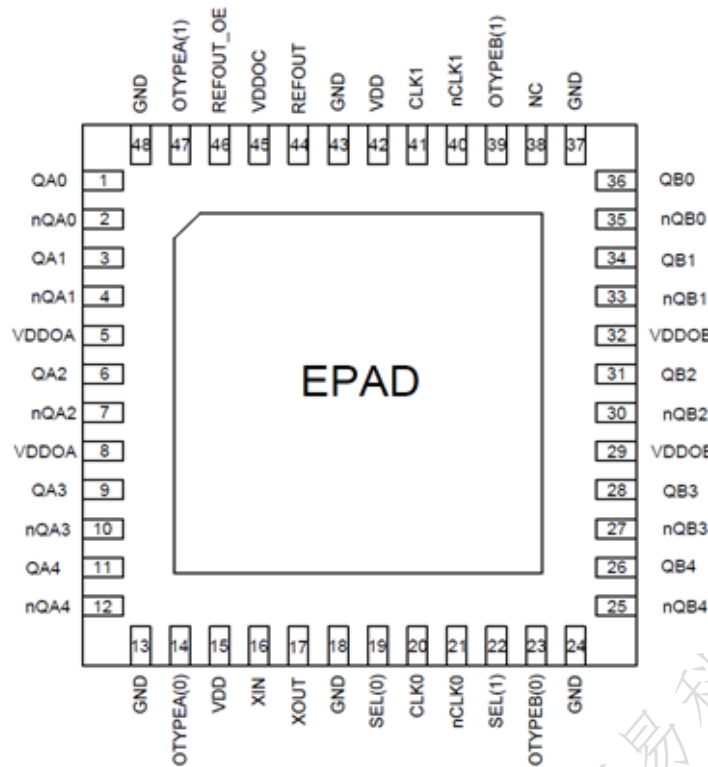 GND OTYPEA(1) REFOUT_OE VDDOC REFOUT GND VDD CLK1 nCLK1 OTYPEB(1) NC GND
48 47 46 45 44 43 42 41 40 39 38 37
QA0 1 36 QB0
nQA0 2 35 nQB0
QA1 3 34 QB1
nQA1 4 33 nQB1
VDDOA 5 32 VDDOB
QA2 6 31 QB2
EPAD
nQA2 7 30 nQB2
VDDOA 8 29 VDDOB
QA3 9 28 QB3
nQA3 10 27 nQB3
QA4 11 26 QB4
nQA4 12 25 nQB4
13 14 15 16 17 18 19 20 21 22 23 24
GND OTYPEA(0) VDD XIN XOUT GND SEL(0) CLK0 nCLK0 SEL(1) OTYPEB(0) GND
易科